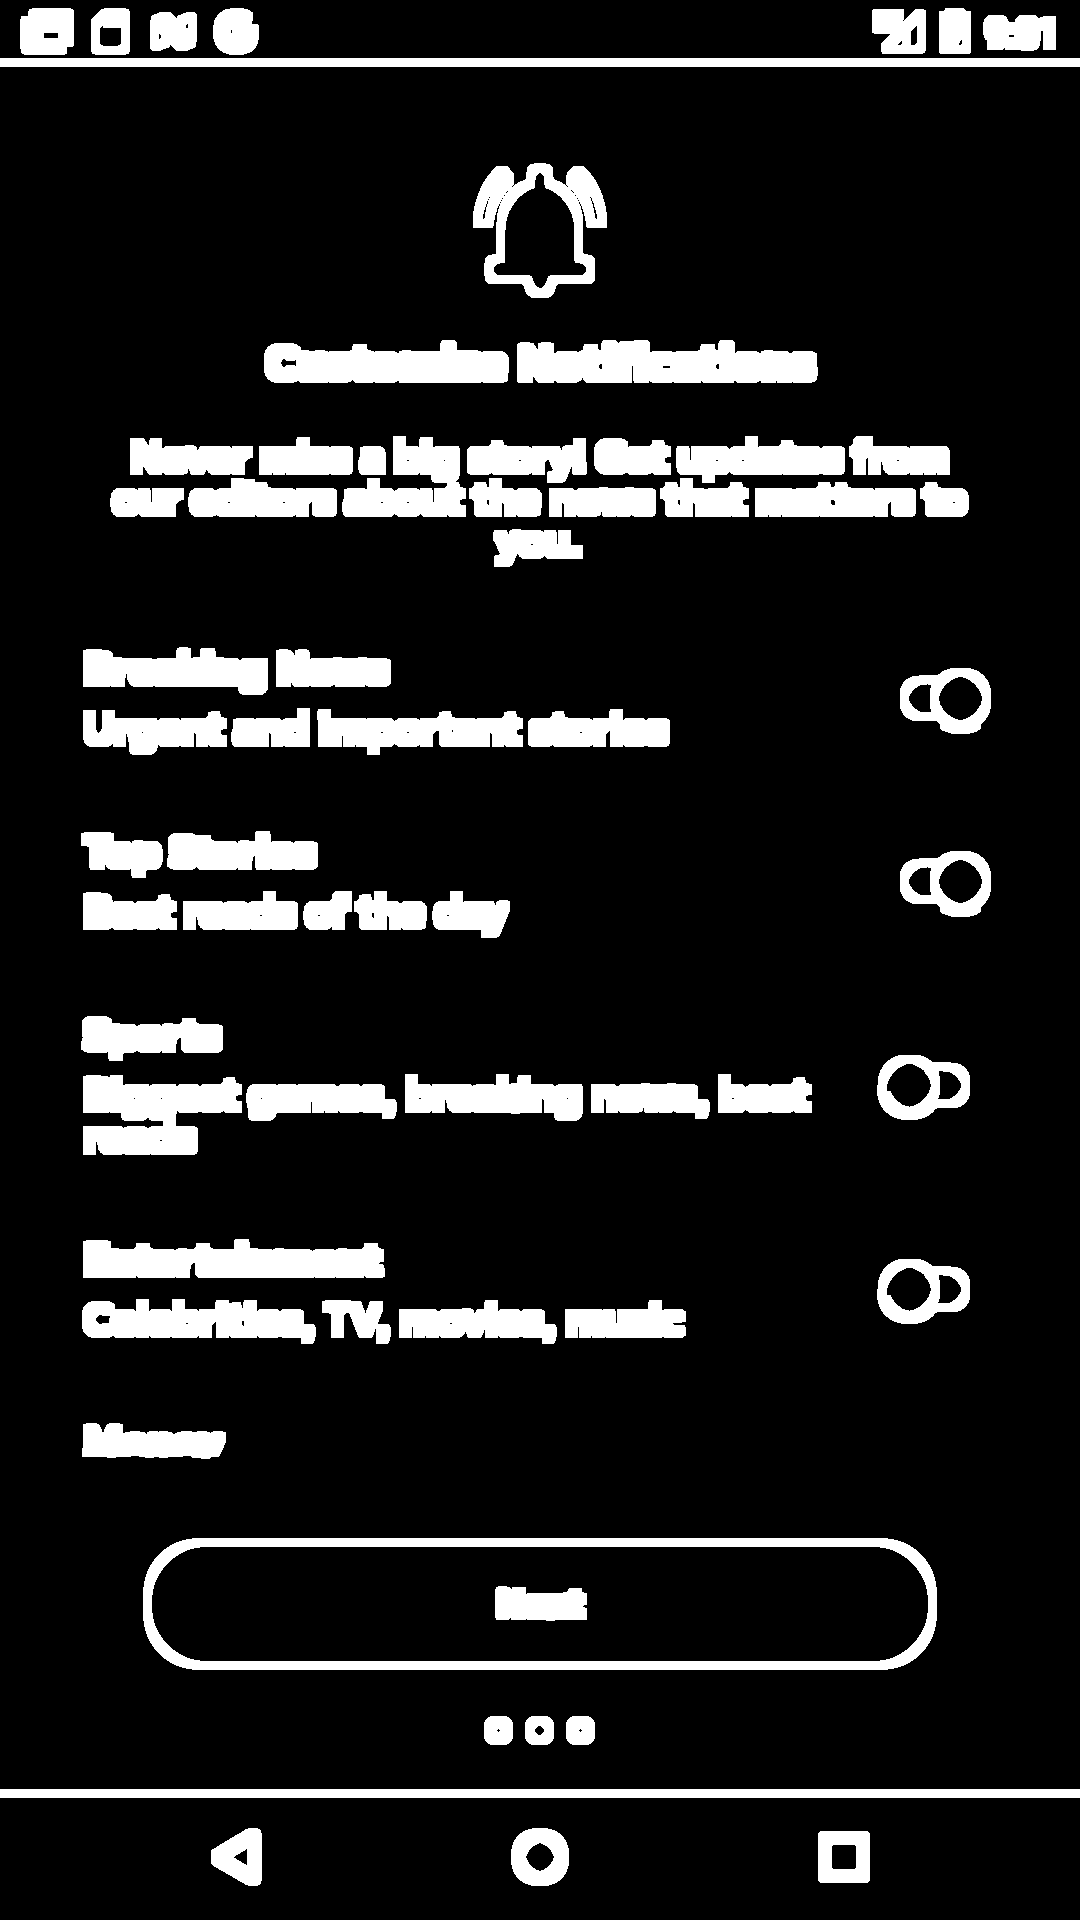 9:31
Customize Notifications
Never miss a big story! Get updates from
our editors about the news that matters to
you.
Breaking News
Urgent and important stories
Top Stories
Best reads of the day
Sports
Biggest games, breaking news, best
reads
Entertainment
Celebrities, TV, movies, music
Money
Next